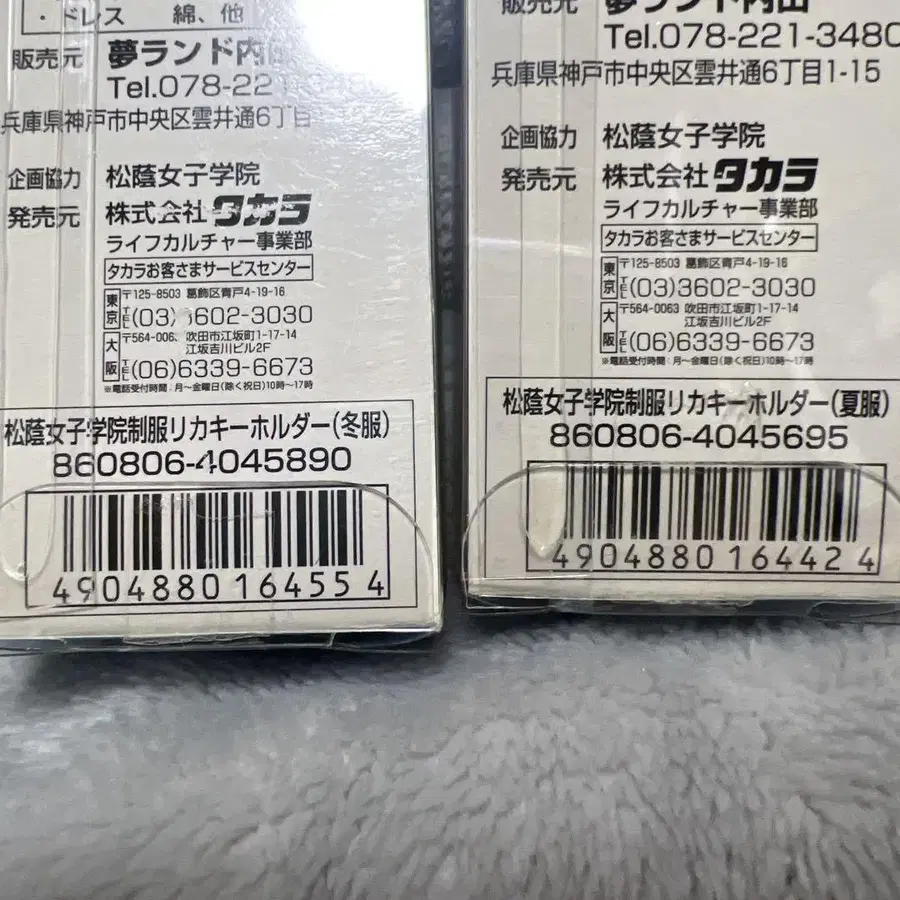 ・ドレス 綿、他
販売元 夢ランド内田
Tel.078-221-3480
兵庫県神戸市中央区雲井通6丁目
企画協力 松蔭女子学院
発売元 株式会社タカラ
ライフカルチャー事業部
タカラお客さまサービスセンター
東京 〒125-8503 葛飾区青戸4-19-16
TEL(03)3602-3030
大阪 〒564-006 吹田市江坂町1-17-14
江坂吉川ビル2F
TEL(06)6339-6673
※電話受付時間:月〜金曜日(除く祝日)10時〜17時
松蔭女子学院制服リカキーホルダー(冬服)
860806-4045890
4904880164554
販売元 夢ランド内田
Tel.078-221-3480
兵庫県神戸市中央区雲井通6丁目1-15
企画協力 松蔭女子学院
発売元 株式会社タカラ
ライフカルチャー事業部
タカラお客さまサービスセンター
東京 〒125-8503 葛飾区青戸4-19-16
TEL(03)3602-3030
大阪 〒564-0063 吹田市江坂町1-17-14
江坂吉川ビル2F
TEL(06)6339-6673
※電話受付時間:月〜金曜日(除く祝日)10時〜17時
松蔭女子学院制服リカキーホルダー(夏服)
860806-4045695
4904880164424